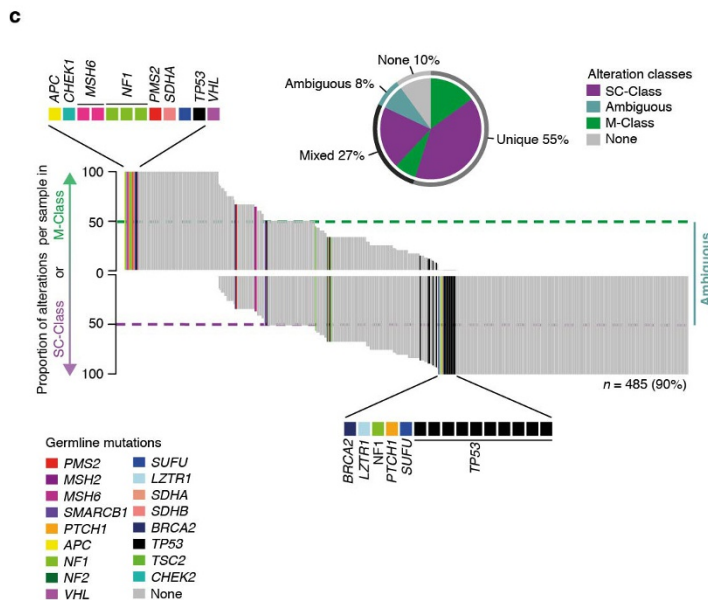 c
APC
CHEK1
MSH6
NF1
PMS2
SDHA
TP53
VHL
None 10%
Ambiguous 8%
Mixed 27%
Unique 55%
Alteration classes
SC-Class
Ambiguous
M-Class
None
Proportion of alterations per sample in
SC-Class or M-Class
100
50
0
50
100
Ambiguous
n = 485 (90%)
BRCA2
LZTR1
NF1
PTCH1
SUFU
TP53
Germline mutations
PMS2
MSH2
MSH6
SMARCB1
PTCH1
APC
NF1
NF2
VHL
SUFU
LZTR1
SDHA
SDHB
BRCA2
TP53
TSC2
CHEK2
None